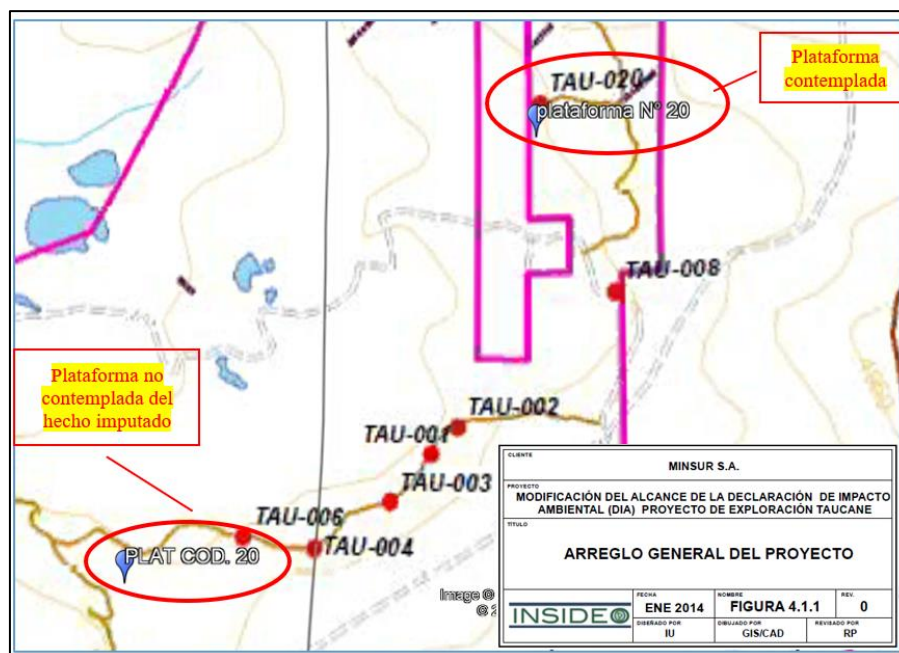 TAU-020
plataforma N° 20
Plataforma
contemplada
TAU-008
Plataforma no
contemplada del
hecho imputado
TAU-002
TAU-001
TAU-003
TAU-006
TAU-004
PLAT COD. 20
Image ©
©
CLIENTE
MINSUR S.A.
PROYECTO
MODIFICACIÓN DEL ALCANCE DE LA DECLARACIÓN DE IMPACTO
AMBIENTAL (DIA) PROYECTO DE EXPLORACIÓN TAUCANE
TÍTULO
ARREGLO GENERAL DEL PROYECTO
INSIDEO
FECHA
ENE 2014
NOMBRE
FIGURA 4.1.1
REV.
0
DISEÑADO POR
IU
DIBUJADO POR
GIS/CAD
REVISADO POR
RP